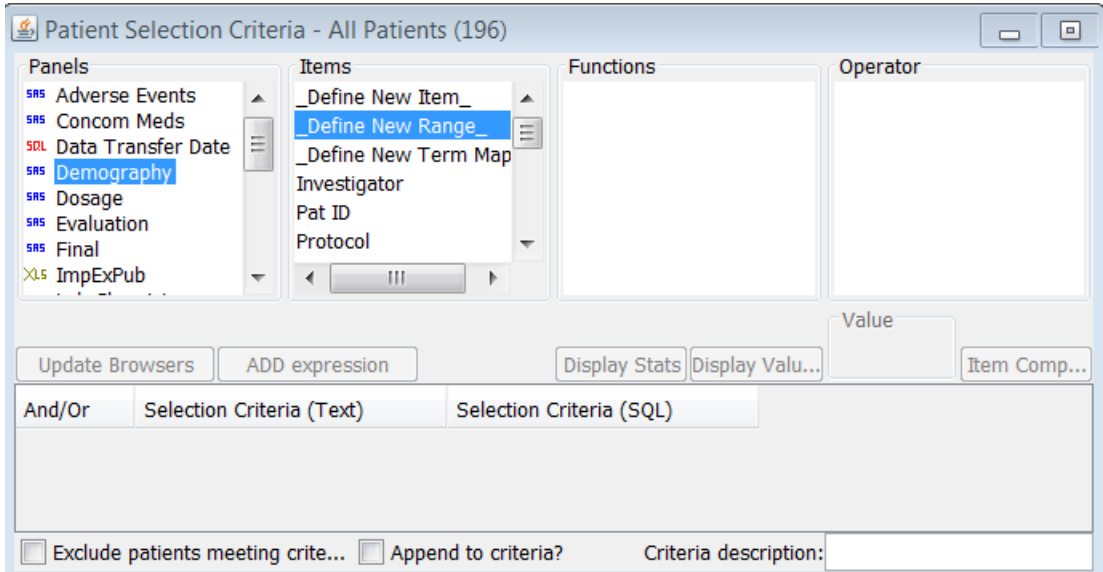 Patient Selection Criteria - All Patients (196)
Panels
Items
Functions
Operator
SAS Adverse Events
SAS Concom Meds
SQL Data Transfer Date
SAS Demography
SAS Dosage
SAS Evaluation
SAS Final
XLS ImpExPub
_Define New Item_
_Define New Range_
_Define New Term Map
Investigator
Pat ID
Protocol
Value
Update Browsers
ADD expression
Display Stats
Display Valu...
Item Comp...
And/Or
Selection Criteria (Text)
Selection Criteria (SQL)
Exclude patients meeting crite...
Append to criteria?
Criteria description: